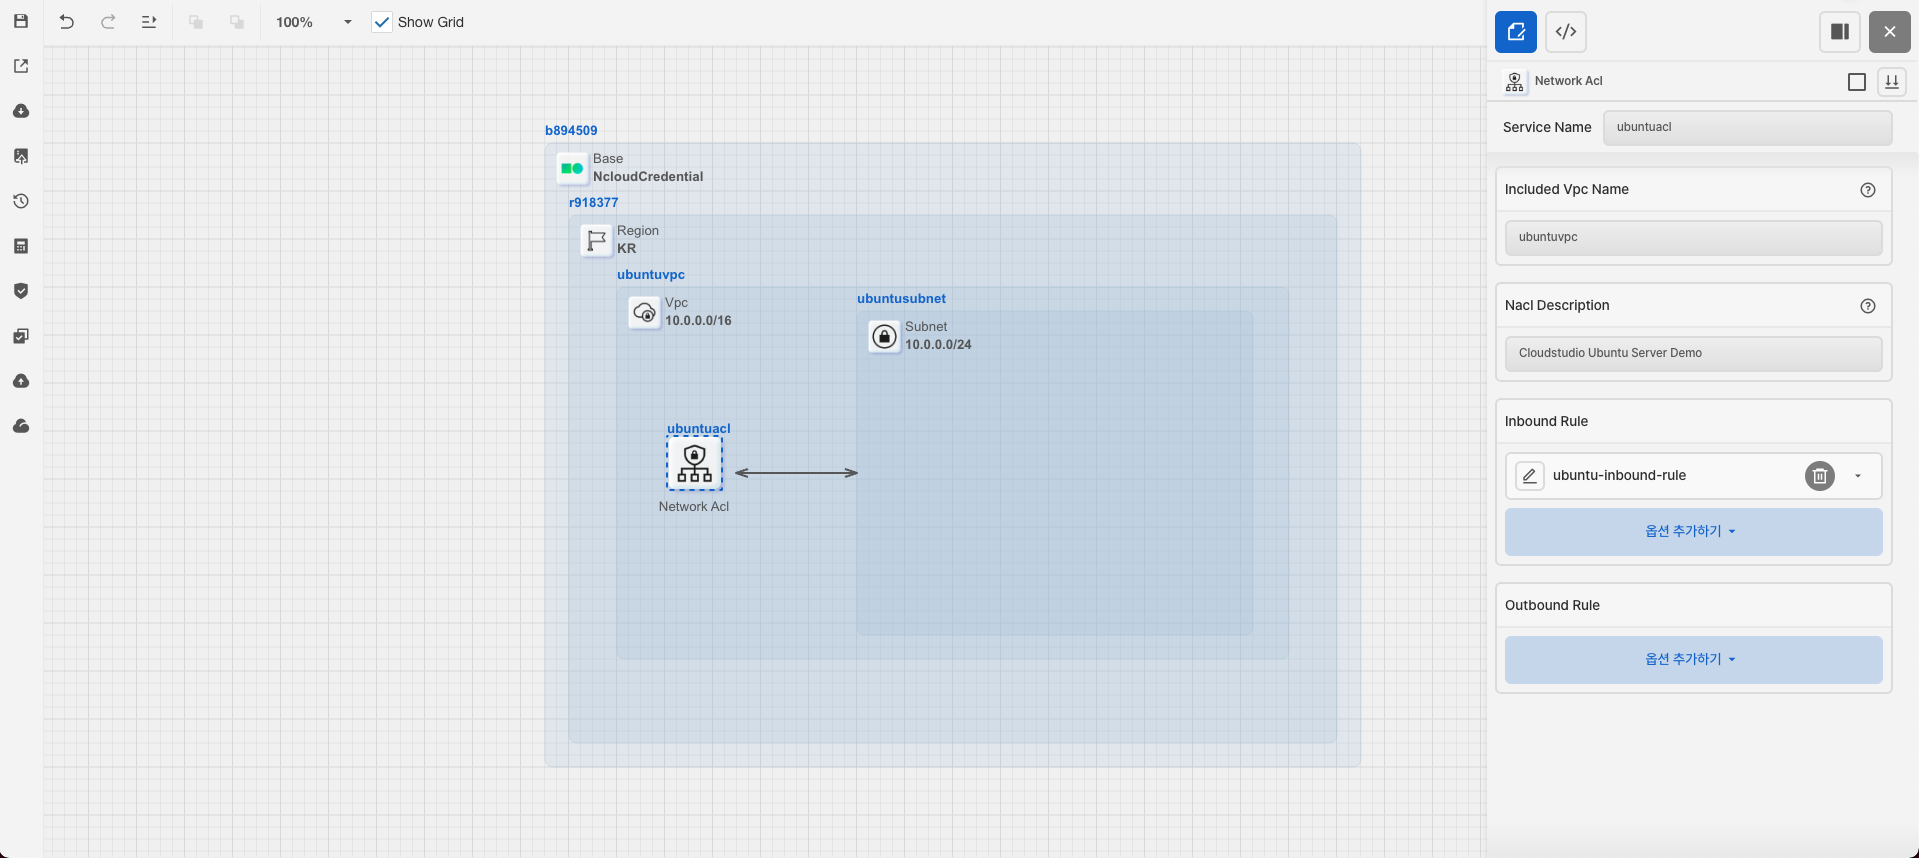 100%
Show Grid
b894509
Base
NcloudCredential
r918377
Region
KR
ubuntuvpc
Vpc
10.0.0.0/16
ubuntusubnet
Subnet
10.0.0.0/24
ubuntuacl
Network Acl
</>
Network Acl
Service Name
ubuntuacl
Included Vpc Name
ubuntuvpc
Nacl Description
Cloudstudio Ubuntu Server Demo
Inbound Rule
ubuntu-inbound-rule
옵션 추가하기
Outbound Rule
옵션 추가하기